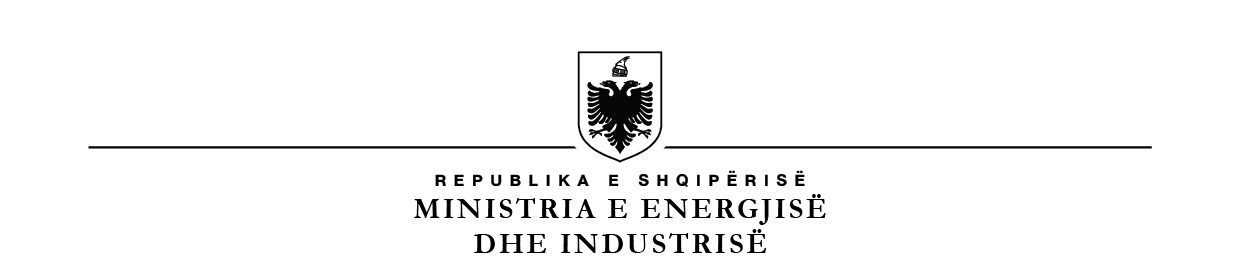 REPUBLIKA E SHQIPËRISË
MINISTRIA E ENERGJISË
DHE INDUSTRISË